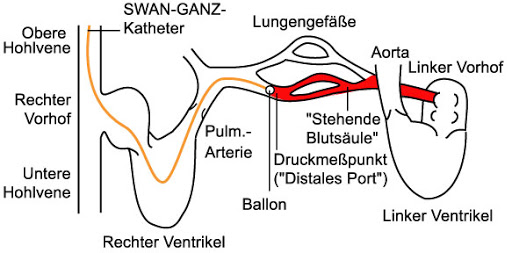 SWAN-GANZ-
Katheter
Obere
Hohlvene
Rechter
Vorhof
Untere
Hohlvene
Rechter Ventrikel
Pulm.-
Arterie
Lungengefäße
Ballon
Druckmeßpunkt
("Distales Port")
"Stehende
Blutsäule"
Aorta
Linker Vorhof
Linker Ventrikel